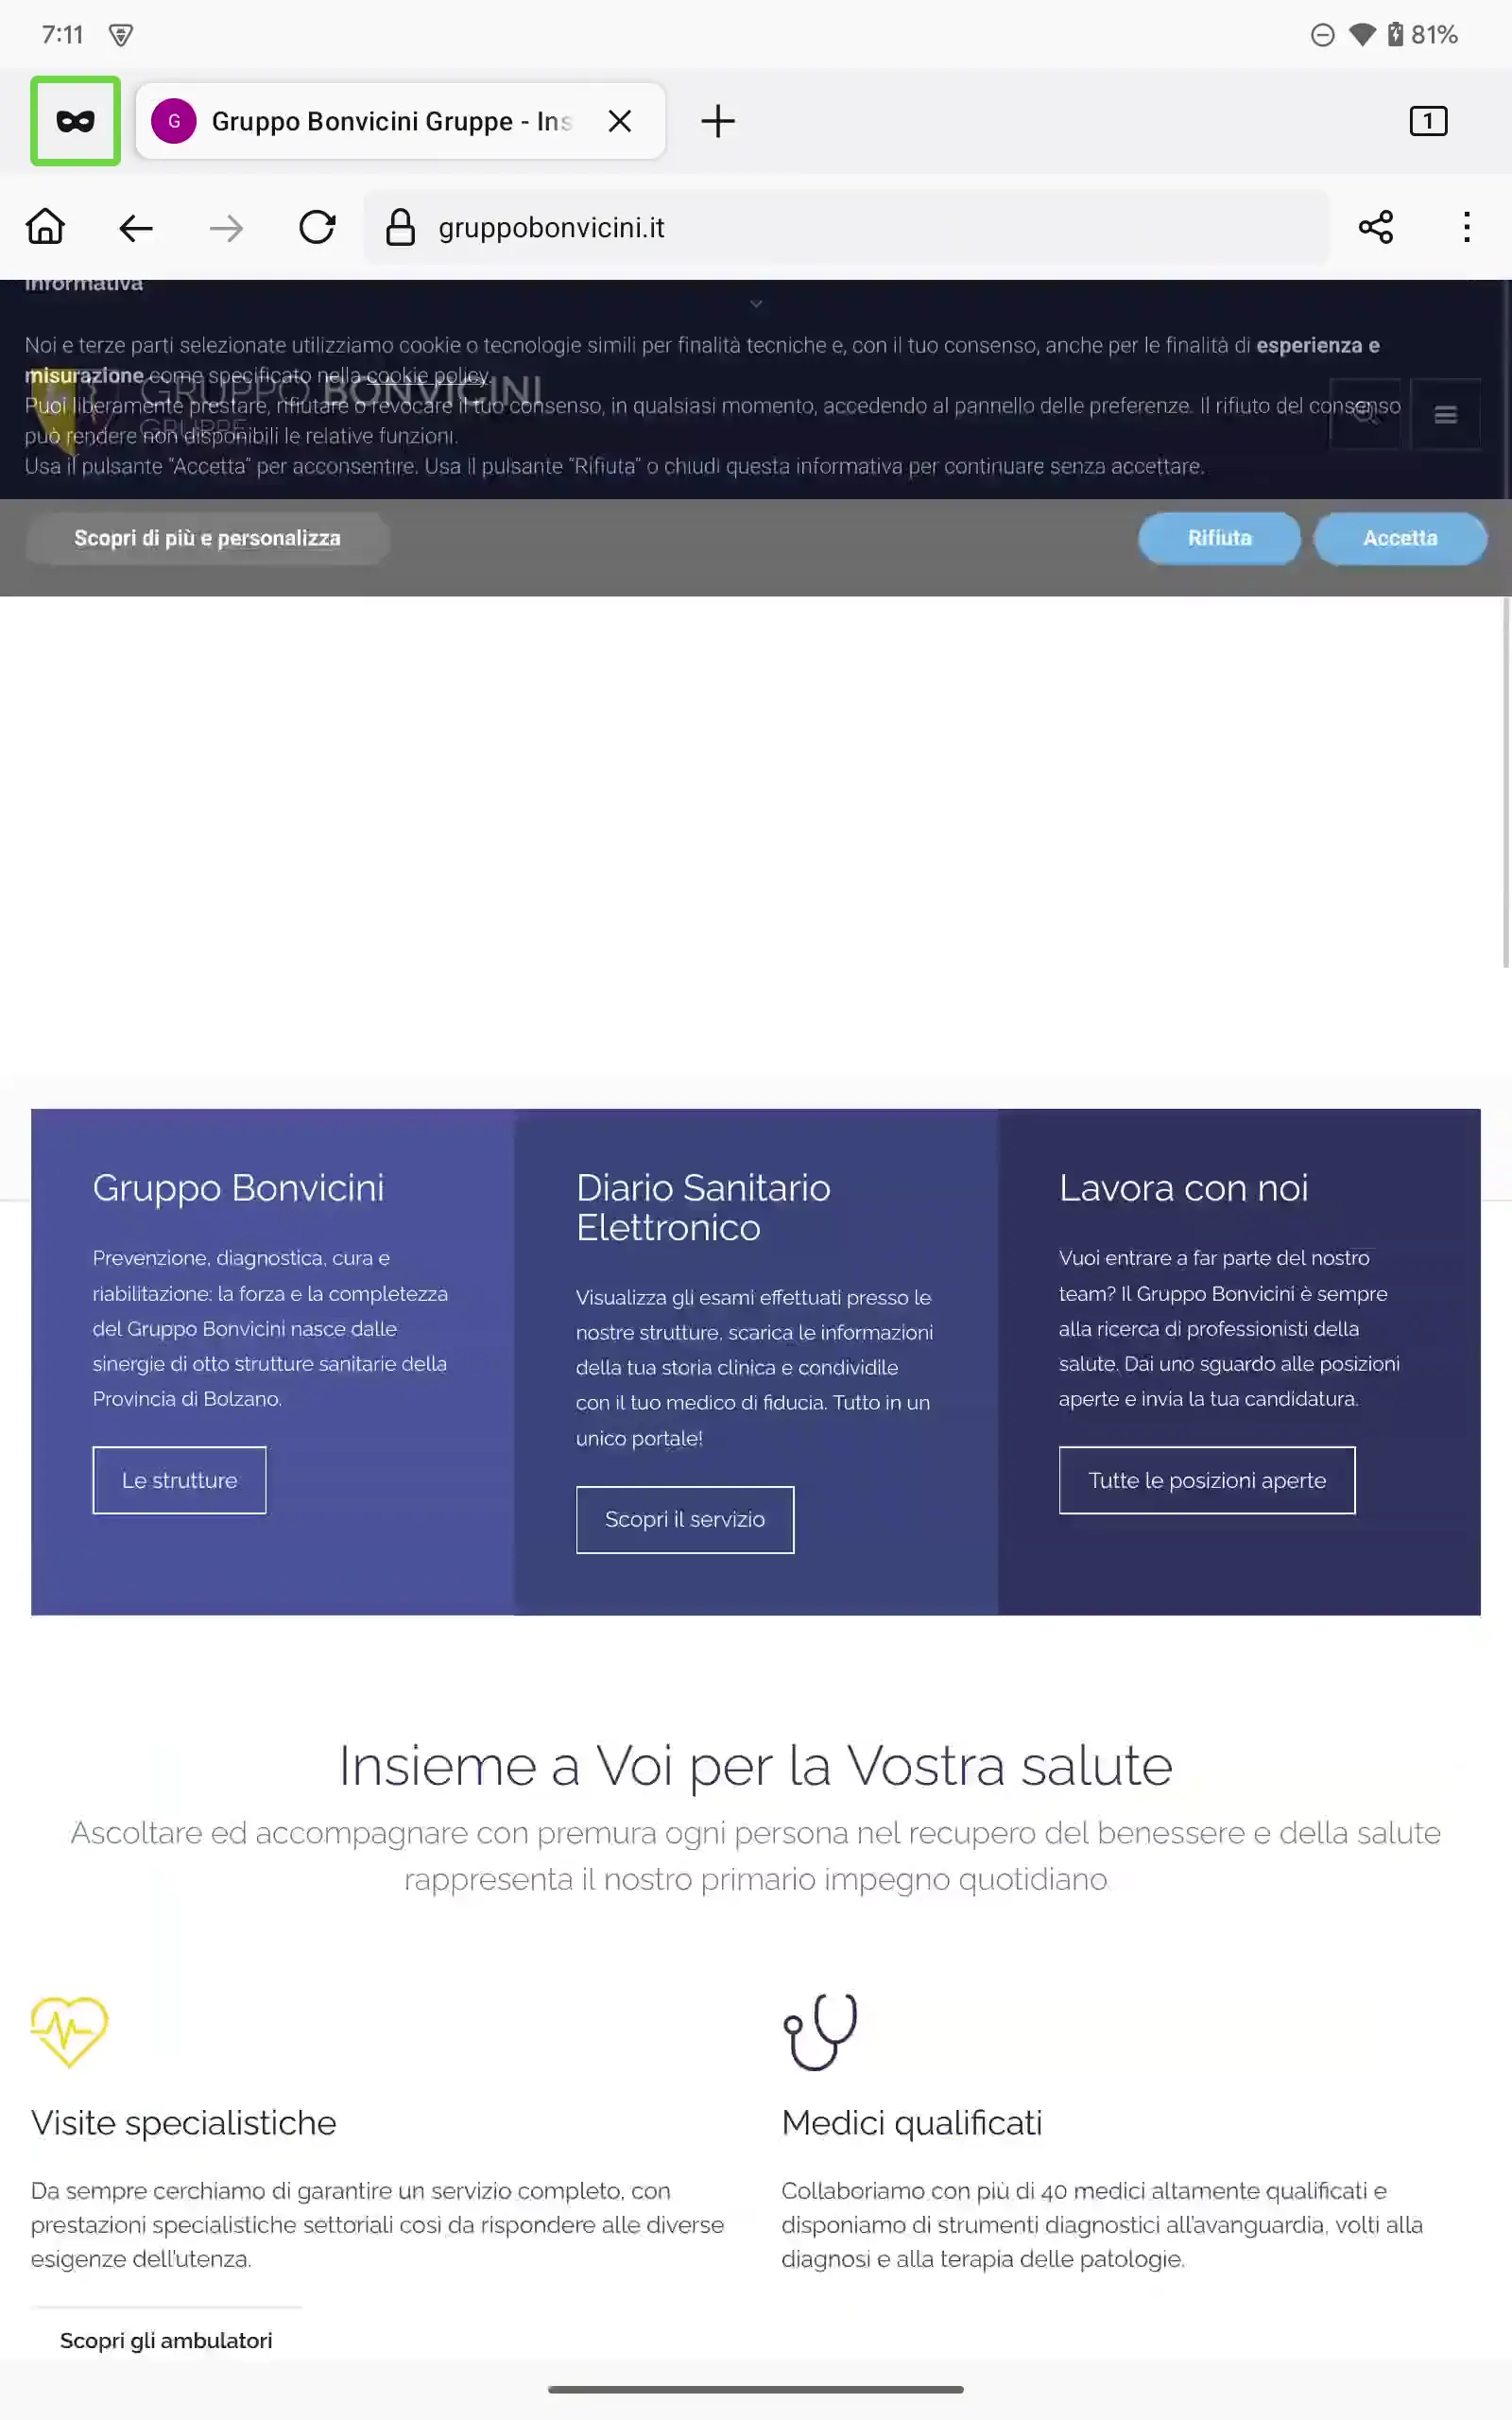 7:11
81%
Gruppo Bonvicini Gruppe - Ins
1
G
gruppobonvicini.it
Informativa
Noi e terze parti selezionate utilizziamo cookie o tecnologie simili per finalità tecniche e, con il tuo consenso, anche per le finalità di esperienza e
misurazione come specificato nella cookie policy.
GRUPPO BONVICINI
GRUPPE
Puoi liberamente prestare, rifiutare o revocare il tuo consenso, in qualsiasi momento, accedendo al pannello delle preferenze. Il rifiuto del consenso
può rendere non disponibili le relative funzioni.
Usa il pulsante “Accetta” per acconsentire. Usa il pulsante “Rifiuta” o chiudi questa informativa per continuare senza accettare.
Scopri di più e personalizza
Rifiuta
Accetta
Gruppo Bonvicini
Prevenzione, diagnostica, cura e
riabilitazione: la forza e la completezza
del Gruppo Bonvicini nasce dalle
sinergie di otto strutture sanitarie della
Provincia di Bolzano.
Le strutture
Diario Sanitario
Elettronico
Visualizza gli esami effettuati presso le
nostre strutture, scarica le informazioni
della tua storia clinica e condividile
con il tuo medico di fiducia. Tutto in un
unico portale!
Scopri il servizio
Lavora con noi
Vuoi entrare a far parte del nostro
team? Il Gruppo Bonvicini è sempre
alla ricerca di professionisti della
salute. Dai uno sguardo alle posizioni
aperte e invia la tua candidatura.
Tutte le posizioni aperte
Insieme a Voi per la Vostra salute
Ascoltare ed accompagnare con premura ogni persona nel recupero del benessere e della salute
rappresenta il nostro primario impegno quotidiano
Visite specialistiche
Da sempre cerchiamo di garantire un servizio completo, con
prestazioni specialistiche settoriali così da rispondere alle diverse
esigenze dell'utenza.
Scopri gli ambulatori
Medici qualificati
Collaboriamo con più di 40 medici altamente qualificati e
disponiamo di strumenti diagnostici all'avanguardia, volti alla
diagnosi e alla terapia delle patologie.